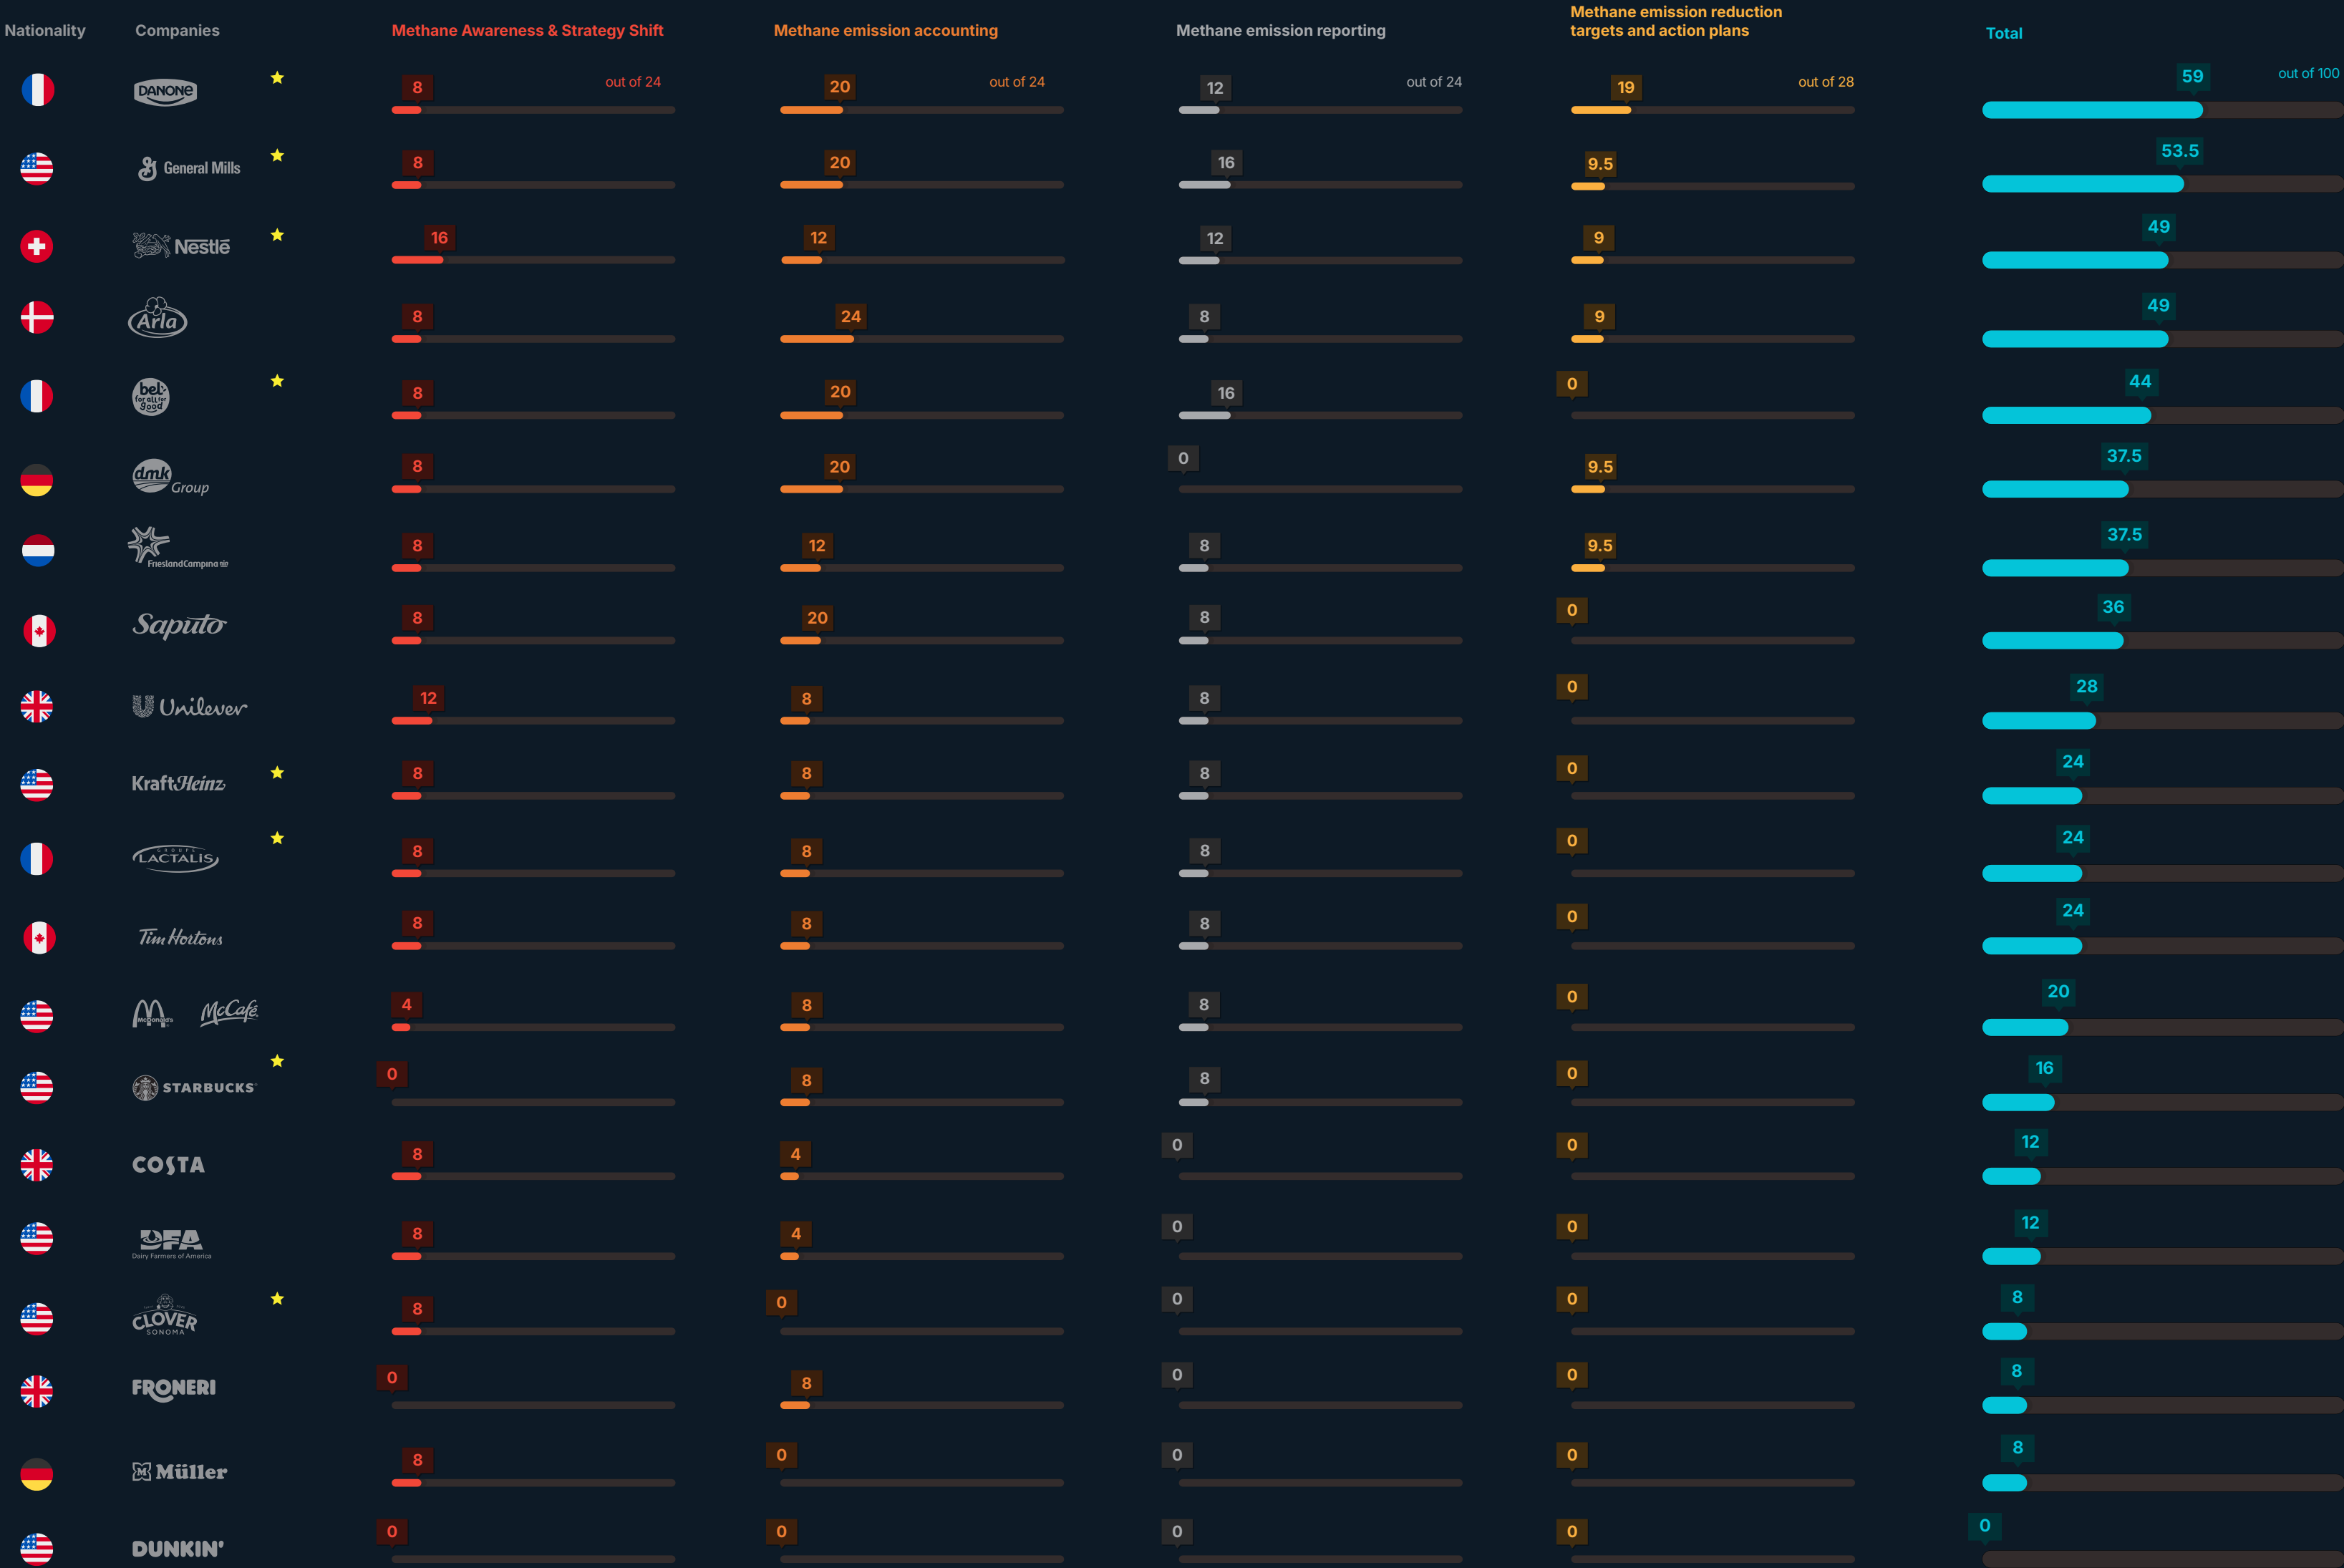 Nationality Companies Methane Awareness & Strategy Shift Methane emission accounting Methane emission reporting Methane emission reduction
targets and action plans Total
DANONE 8 out of 24 20 out of 24 12 out of 24 19 out of 28 59 out of 100
General Mills 8 20 16 9.5 53.5
Nestlé 16 12 12 9 49
Arla 8 24 8 9 49
bel
for all for
good 8 20 16 0 44
dmk
Group 8 20 0 9.5 37.5
FrieslandCampina 8 12 8 9.5 37.5
Saputo 8 20 8 0 36
Unilever 12 8 8 0 28
KraftHeinz 8 8 8 0 24
GROUPE
LACTALIS 8 8 8 0 24
Tim Hortons 8 8 8 0 24
McDonald's McCafé 4 8 8 0 20
STARBUCKS 0 8 8 0 16
COSTA 8 4 0 0 12
DFA
Dairy Farmers of America 8 4 0 0 12
CLOVER
SONOMA 8 0 0 0 8
FRONERI 0 8 0 0 8
M Müller 8 0 0 0 8
DUNKIN' 0 0 0 0 0